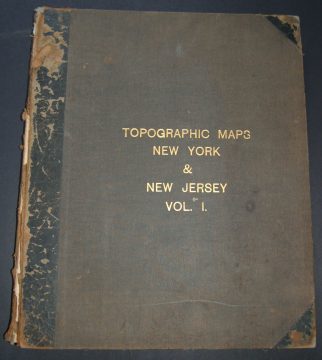 TOPOGRAPHIC MAPS
NEW YORK
&
NEW JERSEY
VOL. I.